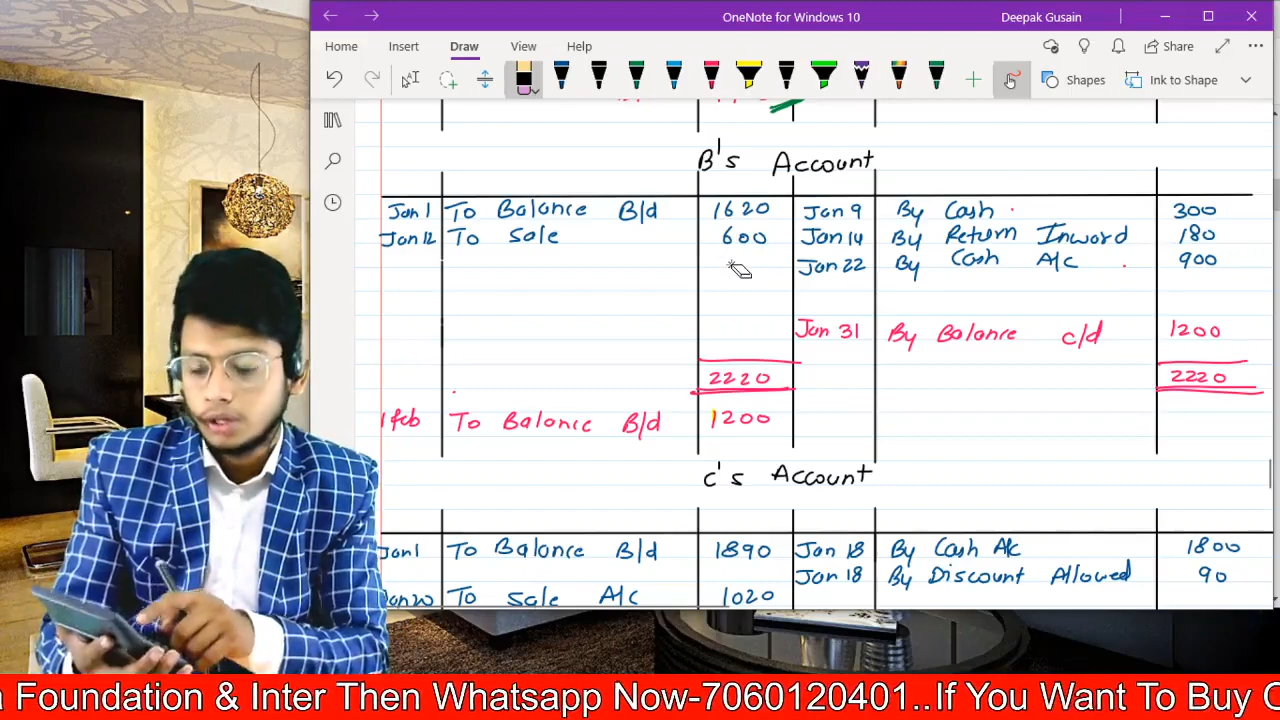 OneNote for Windows 10
Deepak Gusain
Home Insert Draw View Help
Share
Shapes
Ink to Shape
B's Account
Jan 1 To Balance B/d 1620 Jan 9 By Cash 300
Jan 12 To Sale 600 Jan 14 By Return Inword 180
Jan 22 By Cash A/c 900
Jan 31 By Balance c/d 1200
2220 2220
1 feb To Balance B/d 1200
C's Account
Jan 1 To Balance B/d 1890 Jan 18 By Cash A/c 1800
Jan 18 By Discount Allowed 90
Jan 20 To Sale A/c 1020
Foundation & Inter Then Whatsapp Now-7060120401..If You Want To Buy